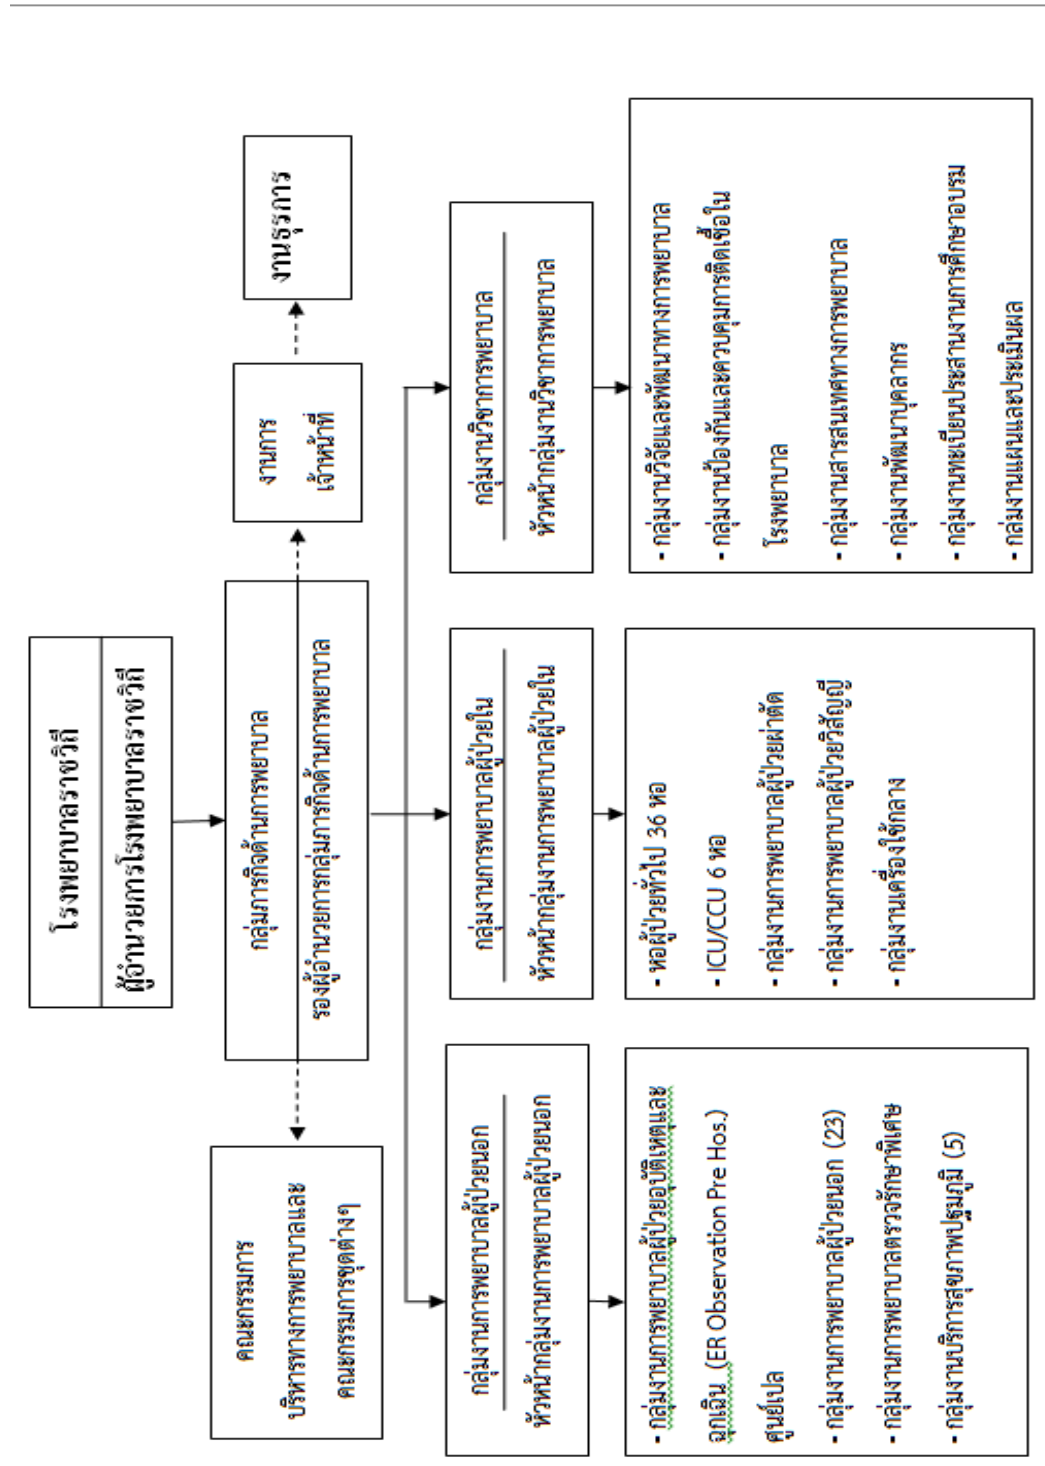 โรงพยาบาลราชวิถี
ผู้อำนวยการโรงพยาบาลราชวิถี
กลุ่มภารกิจด้านการพยาบาล
รองผู้อำนวยการกลุ่มภารกิจด้านการพยาบาล
คณะกรรมการ
บริหารทางการพยาบาลและ
คณะกรรมการชุดต่างๆ
งานการ
เจ้าหน้าที่
งานธุรการ
กลุ่มงานการพยาบาลผู้ป่วยนอก
หัวหน้ากลุ่มงานการพยาบาลผู้ป่วยนอก
กลุ่มงานการพยาบาลผู้ป่วยใน
หัวหน้ากลุ่มงานการพยาบาลผู้ป่วยใน
กลุ่มงานวิชาการพยาบาล
หัวหน้ากลุ่มงานวิชาการพยาบาล
- กลุ่มงานการพยาบาลผู้ป่วยอุบัติเหตุและ
ฉุกเฉิน (ER Observation Pre Hos.)
ศูนย์เปล
- กลุ่มงานการพยาบาลผู้ป่วยนอก (23)
- กลุ่มงานการพยาบาลตรวจรักษาพิเศษ
- กลุ่มงานบริการสุขภาพปฐมภูมิ (5)
- หอผู้ป่วยทั่วไป 36 หอ
- ICU/CCU 6 หอ
- กลุ่มงานการพยาบาลผู้ป่วยผ่าตัด
- กลุ่มงานการพยาบาลผู้ป่วยวิสัญญี
- กลุ่มงานเครื่องใช้กลาง
- กลุ่มงานวิจัยและพัฒนาทางการพยาบาล
- กลุ่มงานป้องกันและควบคุมการติดเชื้อใน
โรงพยาบาล
- กลุ่มงานสารสนเทศทางการพยาบาล
- กลุ่มงานพัฒนาบุคลากร
- กลุ่มงานทะเบียนประสานงานการศึกษาอบรม
- กลุ่มงานแผนและประเมินผล